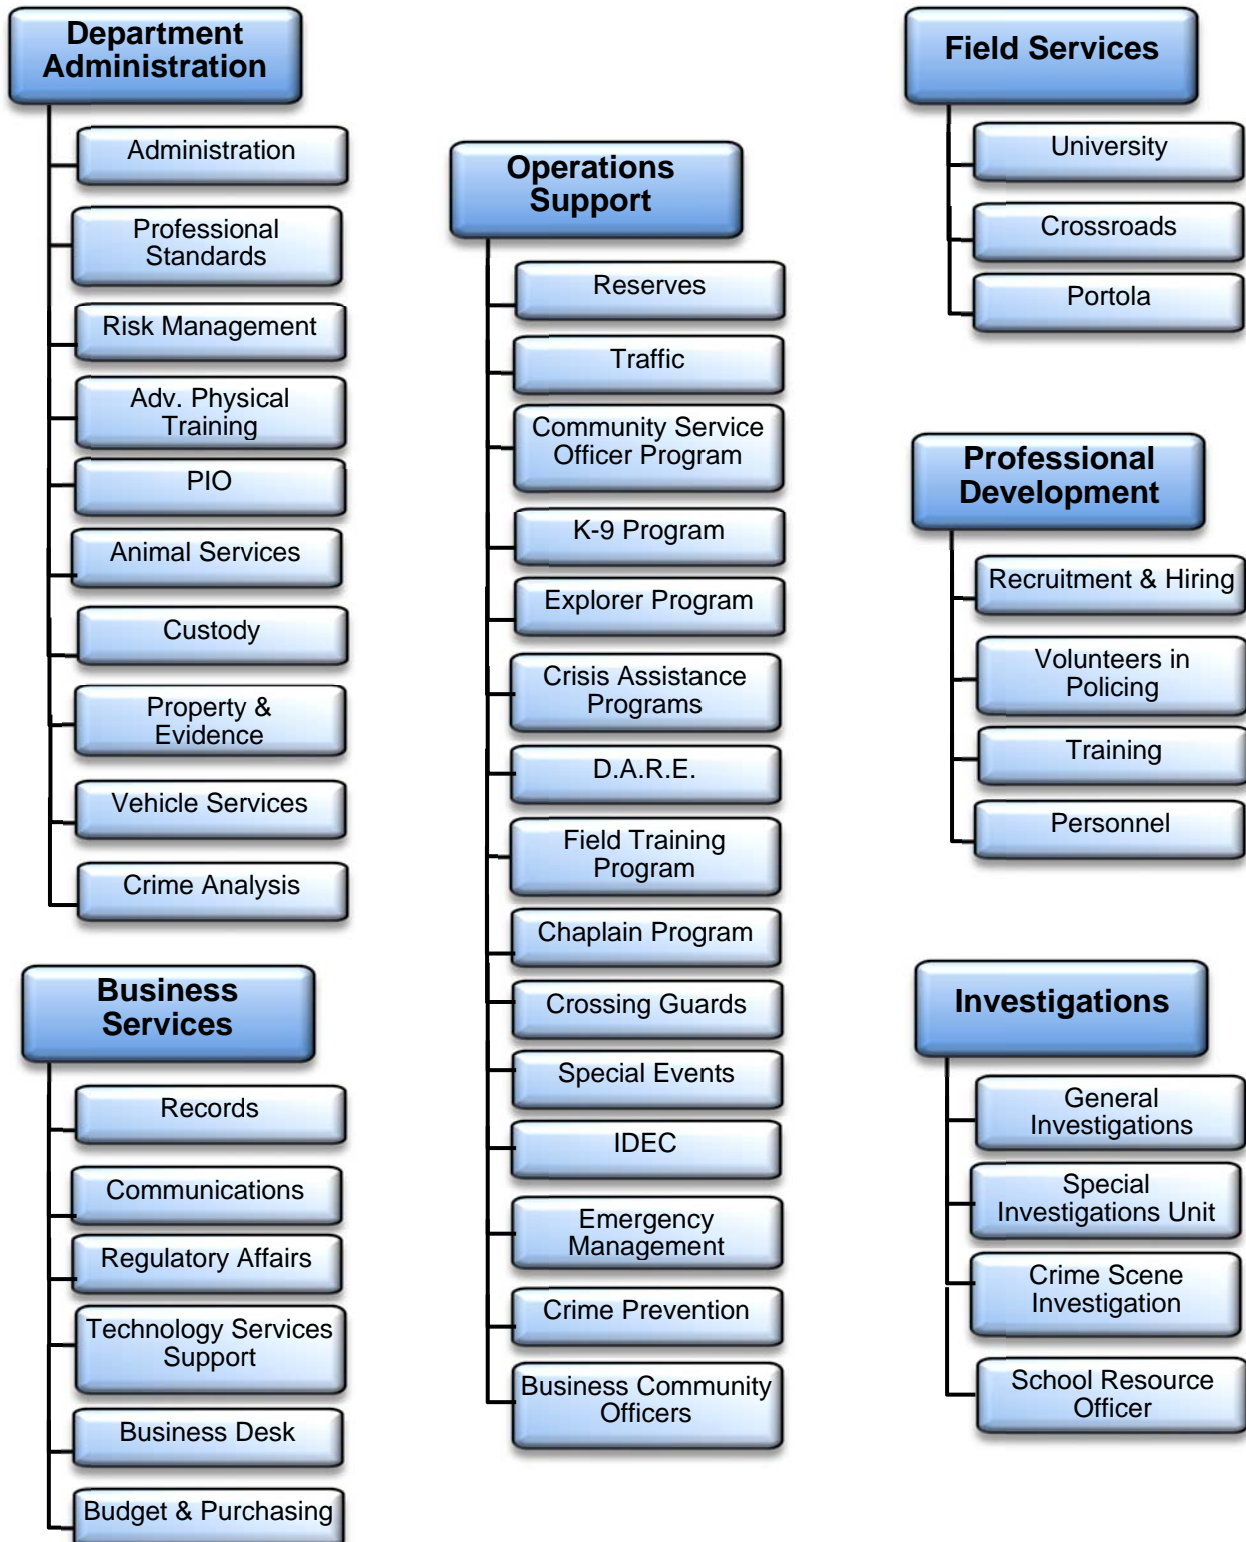 Department
Administration
Administration
Professional
Standards
Risk Management
Adv. Physical
Training
PIO
Animal Services
Custody
Property &
Evidence
Vehicle Services
Crime Analysis
Business
Services
Records
Communications
Regulatory Affairs
Technology Services
Support
Business Desk
Budget & Purchasing
Operations
Support
Reserves
Traffic
Community Service
Officer Program
K-9 Program
Explorer Program
Crisis Assistance
Programs
D.A.R.E.
Field Training
Program
Chaplain Program
Crossing Guards
Special Events
IDEC
Emergency
Management
Crime Prevention
Business Community
Officers
Field Services
University
Crossroads
Portola
Professional
Development
Recruitment & Hiring
Volunteers in
Policing
Training
Personnel
Investigations
General
Investigations
Special
Investigations Unit
Crime Scene
Investigation
School Resource
Officer